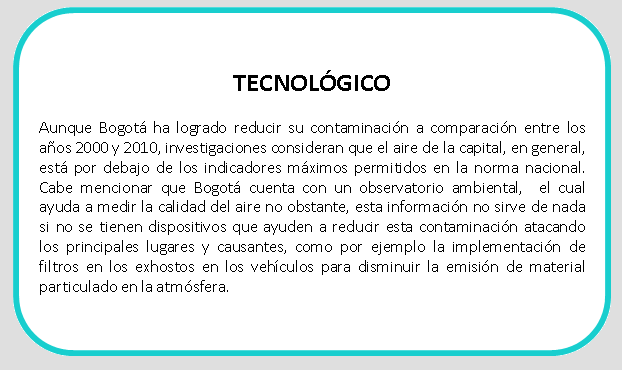 TECNOLÓGICO
Aunque Bogotá ha logrado reducir su contaminación a comparación entre los
años 2000 y 2010, investigaciones consideran que el aire de la capital, en general,
está por debajo de los indicadores máximos permitidos en la norma nacional.
Cabe mencionar que Bogotá cuenta con un observatorio ambiental, el cual
ayuda a medir la calidad del aire no obstante, esta información no sirve de nada
si no se tienen dispositivos que ayuden a reducir esta contaminación atacando
los principales lugares y causantes, como por ejemplo la implementación de
filtros en los exhostos en los vehículos para disminuir la emisión de material
particulado en la atmósfera.